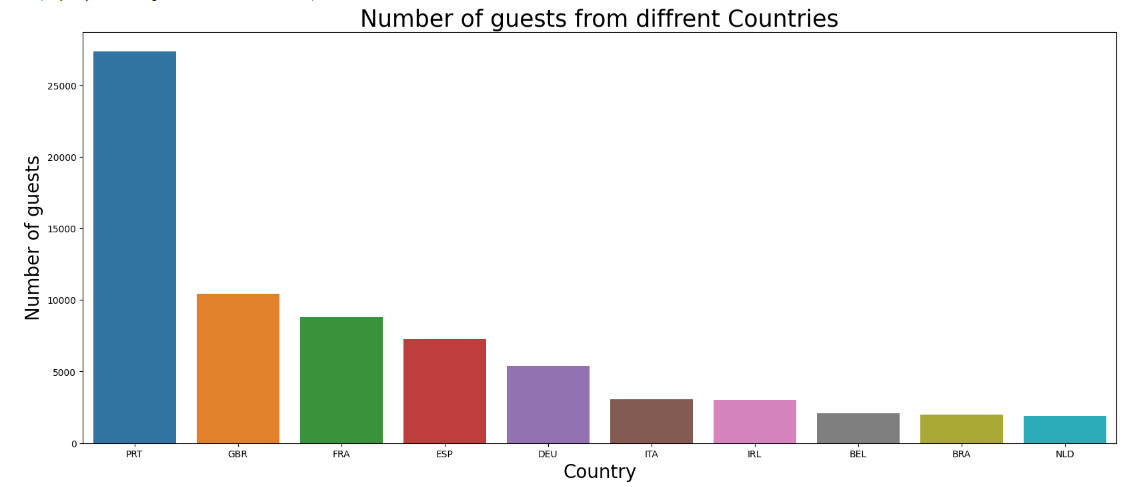 Number of guests from diffrent Countries
Number of guests
25000
20000
15000
10000
5000
0
PRT GBR FRA ESP DEU ITA IRL BEL BRA NLD
Country